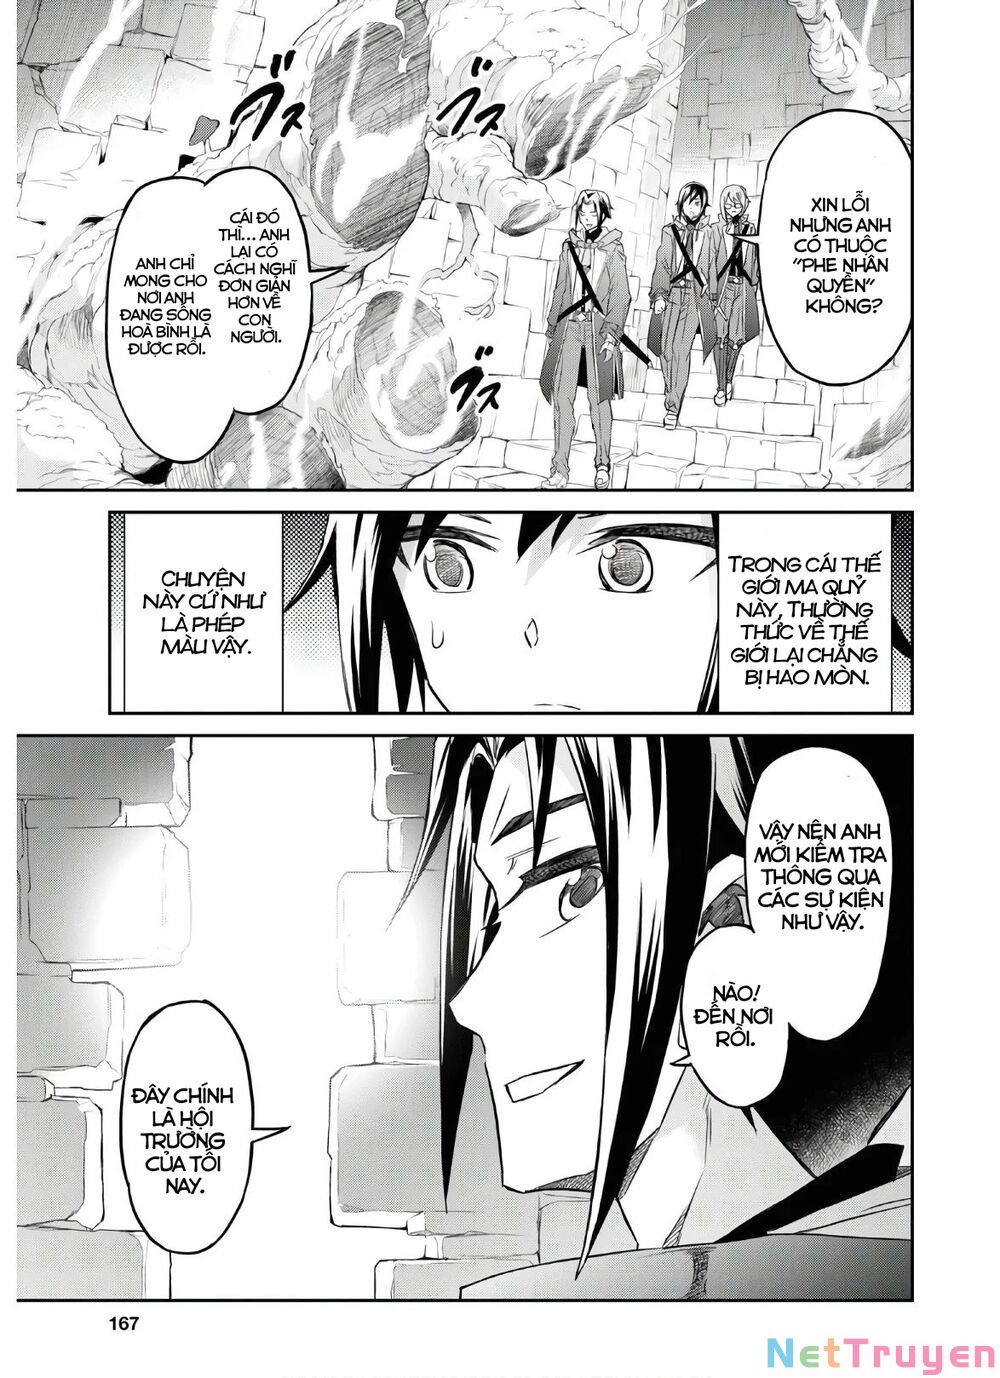 XIN LỖI
NHƯNG ANH
CÓ THUỘC
"PHE NHÂN
QUYỀN"
KHÔNG?
CÁI ĐÓ
THÌ... ANH
LẠI CÓ
CÁCH NGHĨ
ĐƠN GIẢN
HƠN VỀ
CON
NGƯỜI.
ANH CHỈ
MONG CHO
NƠI ANH
ĐANG SỐNG
HOÀ BÌNH LÀ
ĐƯỢC RỒI.
グス
グス
グス
TRONG CÁI THẾ
GIỚI MA QUỶ
NÀY, THƯỜNG
THỨC VỀ THẾ
GIỚI LẠI CHẲNG
BỊ HAO MÒN.
CHUYỆN
NÀY CỨ NHƯ
LÀ PHÉP
MÀU VẬY.
VẬY NÊN ANH
MỚI KIỂM TRA
THÔNG QUA
CÁC SỰ KIỆN
NHƯ VẬY.
NÀO!
ĐẾN NƠI
RỒI.
ĐÂY CHÍNH
LÀ HỘI
TRƯỜNG
CỦA TỐI
NAY.
167
NetTruyen